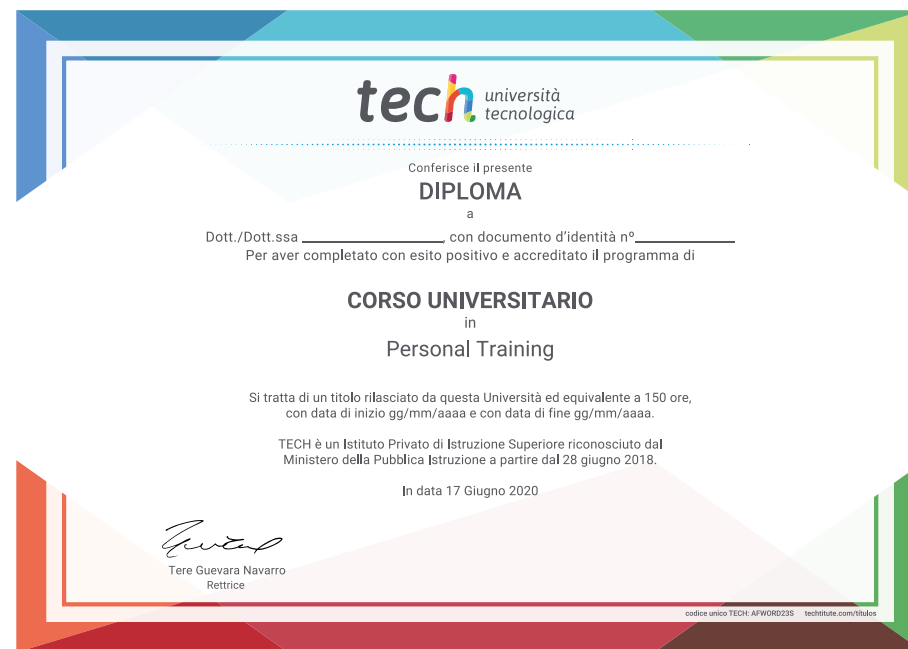 tech università
tecnologica
Conferisce il presente
DIPLOMA
a
Dott./Dott.ssa ____________________, con documento d'identità nº______________
Per aver completato con esito positivo e accreditato il programma di
CORSO UNIVERSITARIO
in
Personal Training
Si tratta di un titolo rilasciato da questa Università ed equivalente a 150 ore,
con data di inizio gg/mm/aaaa e con data di fine gg/mm/aaaa.
TECH è un Istituto Privato di Istruzione Superiore riconosciuto dal
Ministero della Pubblica Istruzione a partire dal 28 giugno 2018.
In data 17 Giugno 2020
Tere Guevara Navarro
Rettrice
codice unico TECH: AFWORD23S techtitute.com/titulos